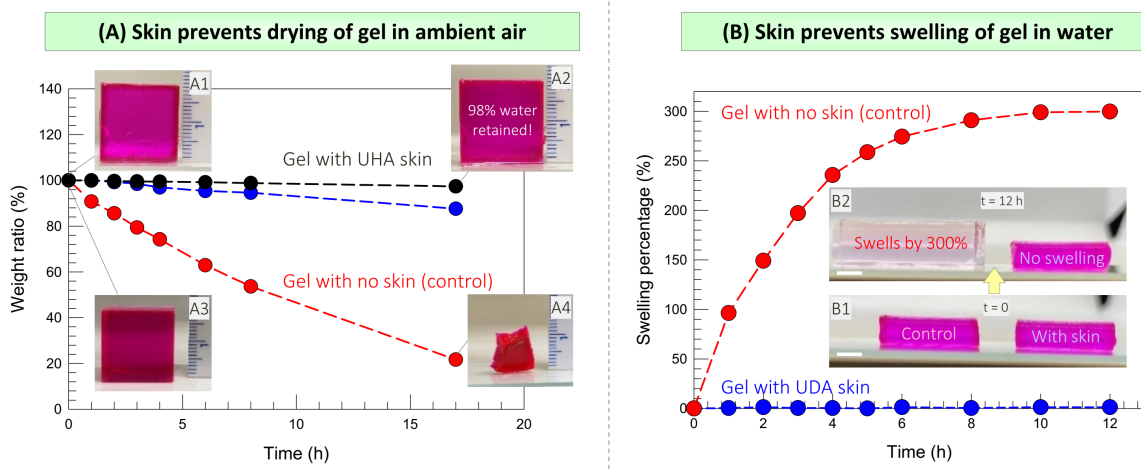 (A) Skin prevents drying of gel in ambient air
140
120
100
80
60
40
20
0
0
5
10
15
20
Weight ratio (%)
Time (h)
A1
A2
98% water
retained!
Gel with UHA skin
Gel with no skin (control)
A3
A4
1
1
1
1
(B) Skin prevents swelling of gel in water
300
250
200
150
100
50
0
0
2
4
6
8
10
12
Swelling percentage (%)
Time (h)
Gel with no skin (control)
B2
t = 12 h
Swells by 300%
No swelling
B1
t = 0
Control
With skin
Gel with UDA skin